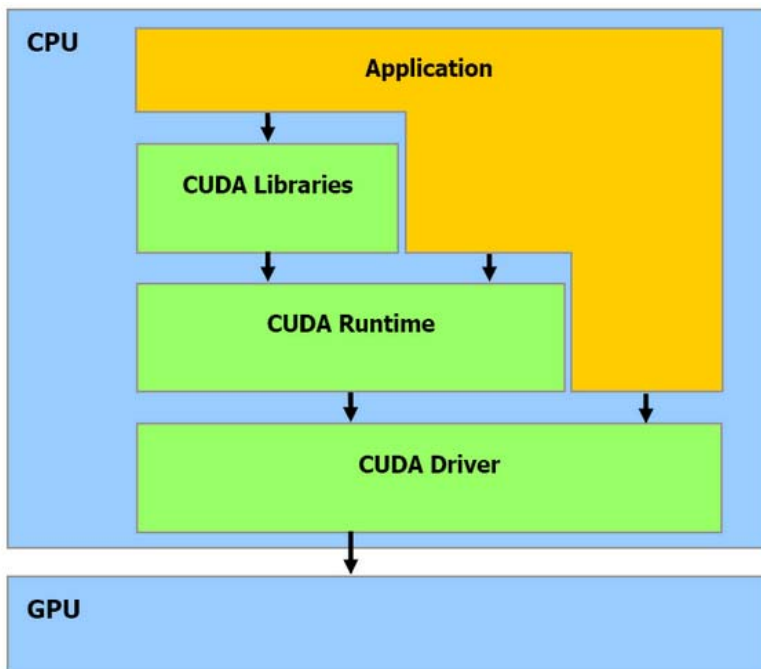 CPU
Application
CUDA Libraries
CUDA Runtime
CUDA Driver
GPU